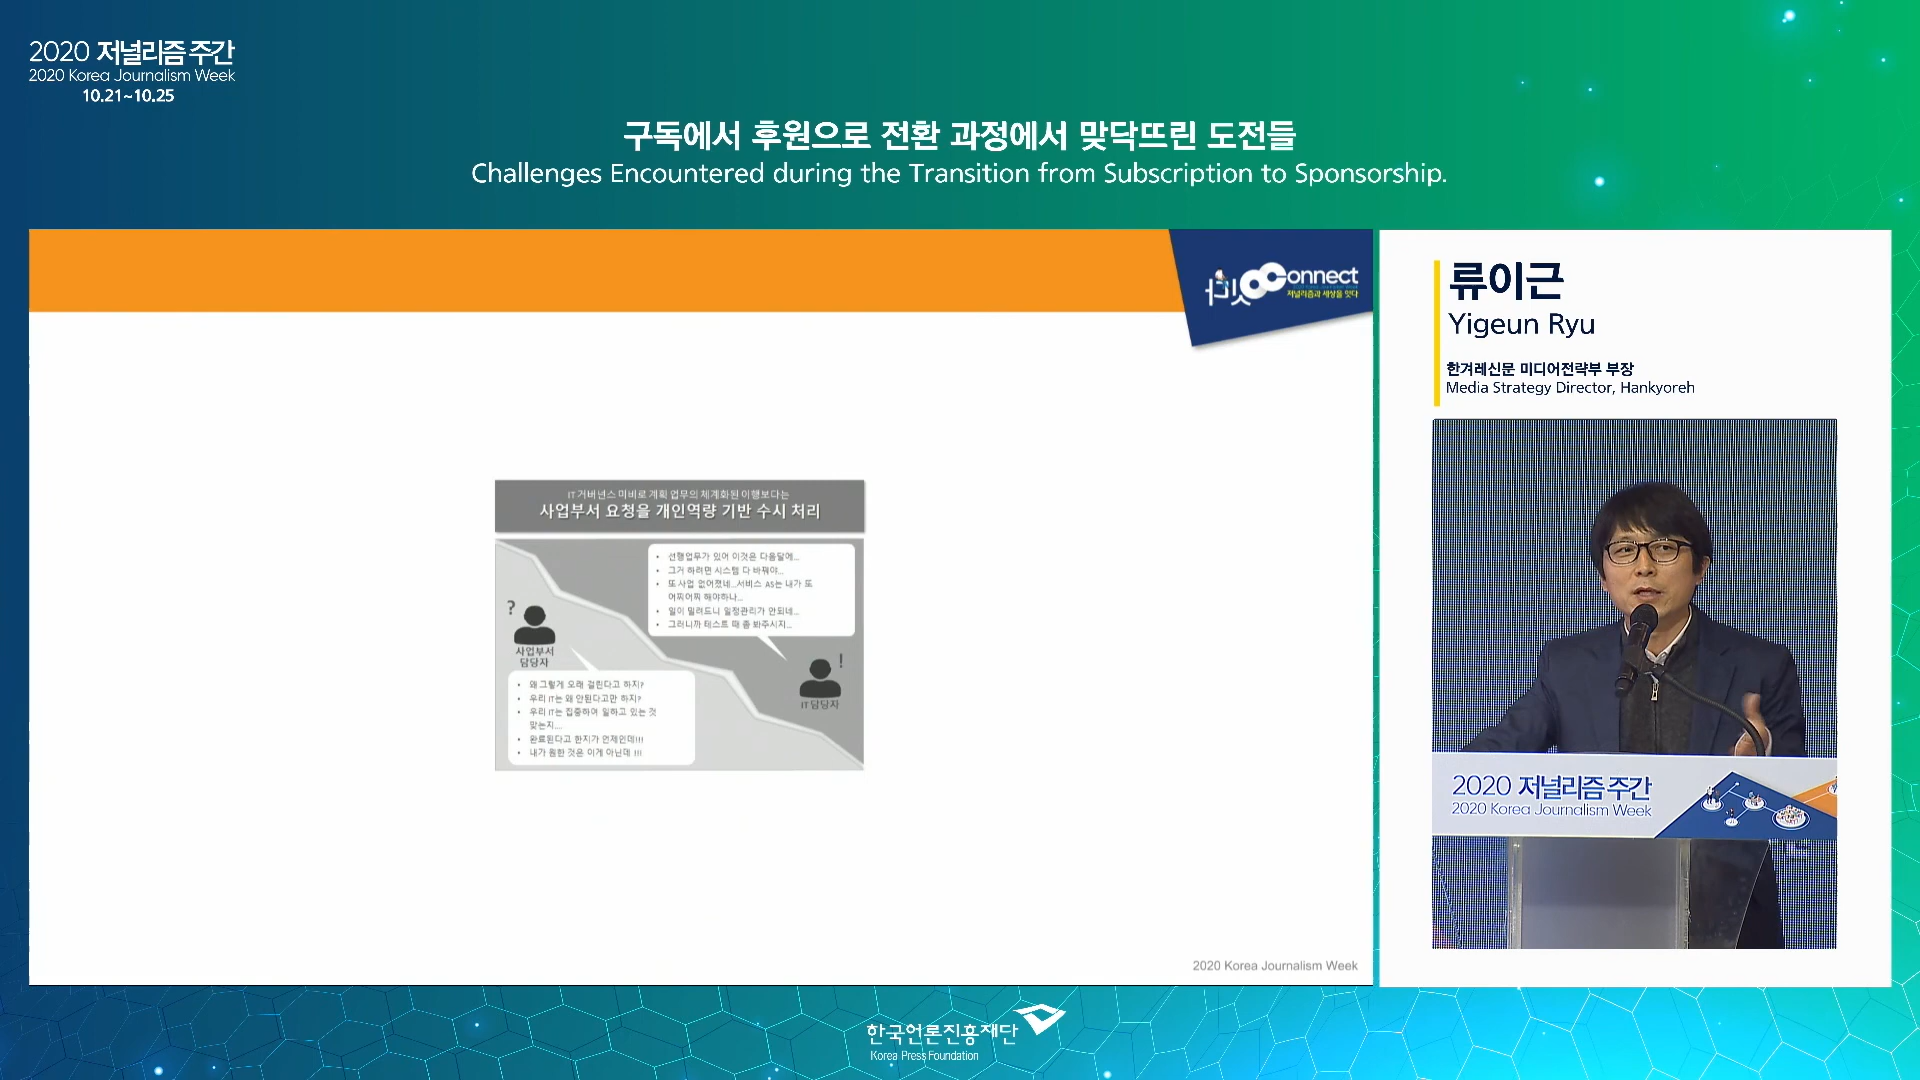 2020 저널리즘 주간
2020 Korea Journalism Week
10.21~10.25
구독에서 후원으로 전환 과정에서 맞닥뜨린 도전들
Challenges Encountered during the Transition from Subscription to Sponsorship.
잇다 Connect
저널리즘과 세상을 잇다
IT 거버넌스 미비로 계획 업무의 체계화된 이행보다는
사업부서 요청을 개인역량 기반 수시 처리
• 선행업무가 있어 이것은 다음달에...
• 그거 하려면 시스템 다 바꿔야...
• 또 사업 없어졌네...서비스 AS는 내가 또
어찌어찌 해야하나...
• 일이 밀려드니 일정관리가 안되네...
• 그러니까 테스트 때 좀 봐주시지...
?
사업부서
담당자
!
IT담당자
• 왜 그렇게 오래 걸린다고 하지?
• 우리 IT는 왜 안된다고만 하지?
• 우리 IT는 집중하여 일하고 있는 것
맞는지....
• 완료된다고 한지가 언제인데!!!
• 내가 원한 것은 이게 아닌데 !!!
2020 Korea Journalism Week
류이근
Yigeun Ryu
한겨레신문 미디어전략부 부장
Media Strategy Director, Hankyoreh
2020 저널리즘 주간
2020 Korea Journalism Week
한국언론진흥재단
Korea Press Foundation